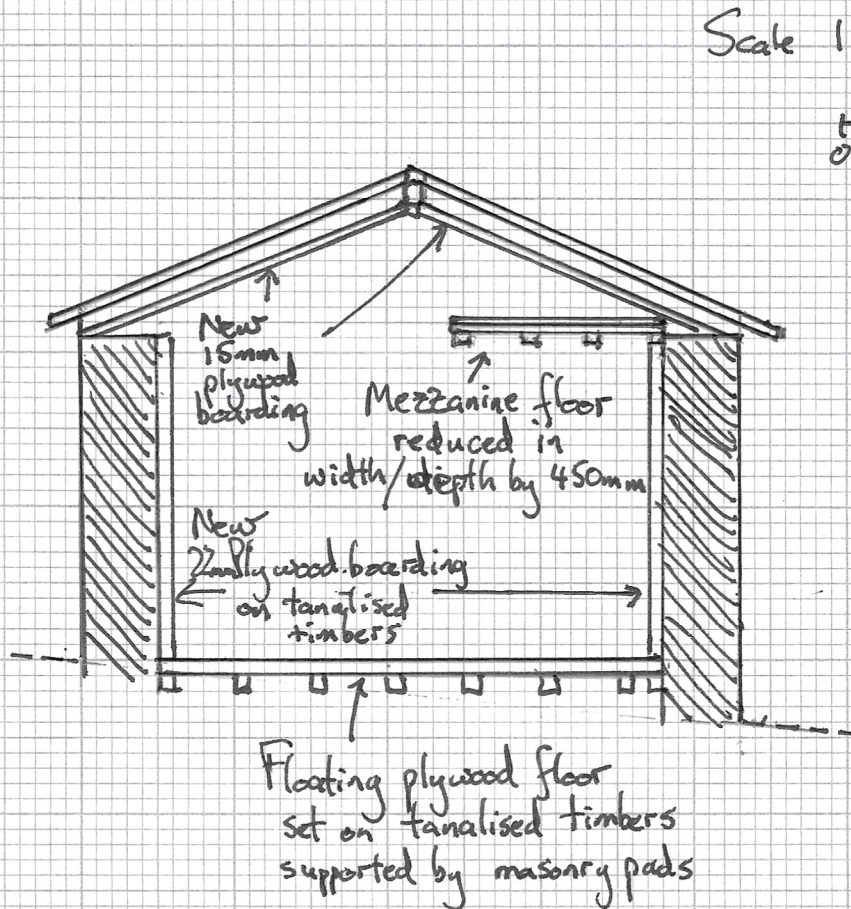 Scale 1
New
15mm
plywood
boarding
Mezzanine floor
reduced in
width/depth by 450mm
New
22mm Plywood boarding
on tanalised
timbers
Floating plywood floor
set on tanalised timbers
supported by masonry pads